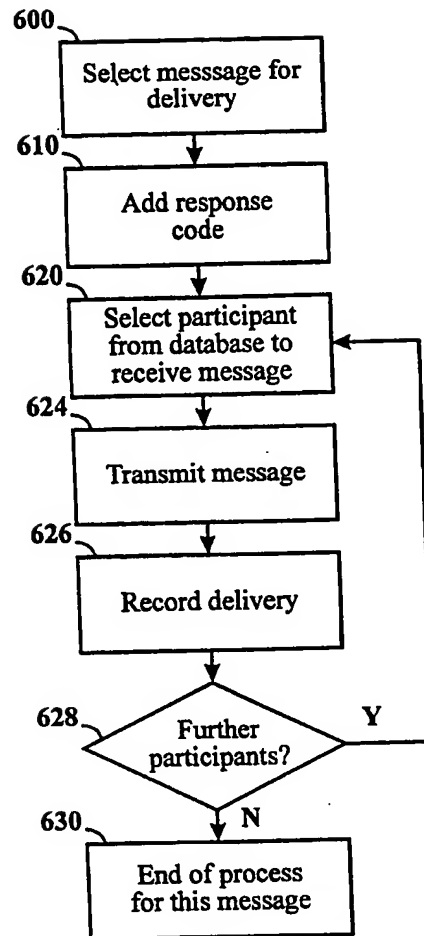 600
Select messsage for
delivery
610
Add response
code
620
Select participant
from database to
receive message
624
Transmit message
626
Record delivery
628
Further
participants?
Y
N
630
End of process
for this message